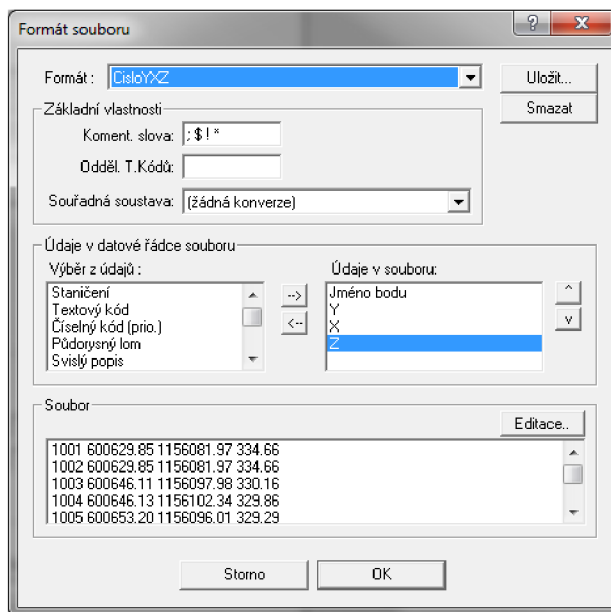 Formát souboru
Formát : CisloYXZ
Uložit...
Smazat
Základní vlastnosti
Koment. slova: ;$!*
Odděl. T.Kódů:
Souřadná soustava: (žádná konverze)
Údaje v datové řádce souboru
Výběr z údajů :
Údaje v souboru:
Staničení
Textový kód
Číselný kód (prio.)
Půdorysný lom
Svislý popis
-->
<--
Jméno bodu
Y
X
Z
^
v
Soubor
Editace..
1001 600629.85 1156081.97 334.66
1002 600629.85 1156081.97 334.66
1003 600646.11 1156097.98 330.16
1004 600646.13 1156102.34 329.86
1005 600653.20 1156096.01 329.29
Storno
OK